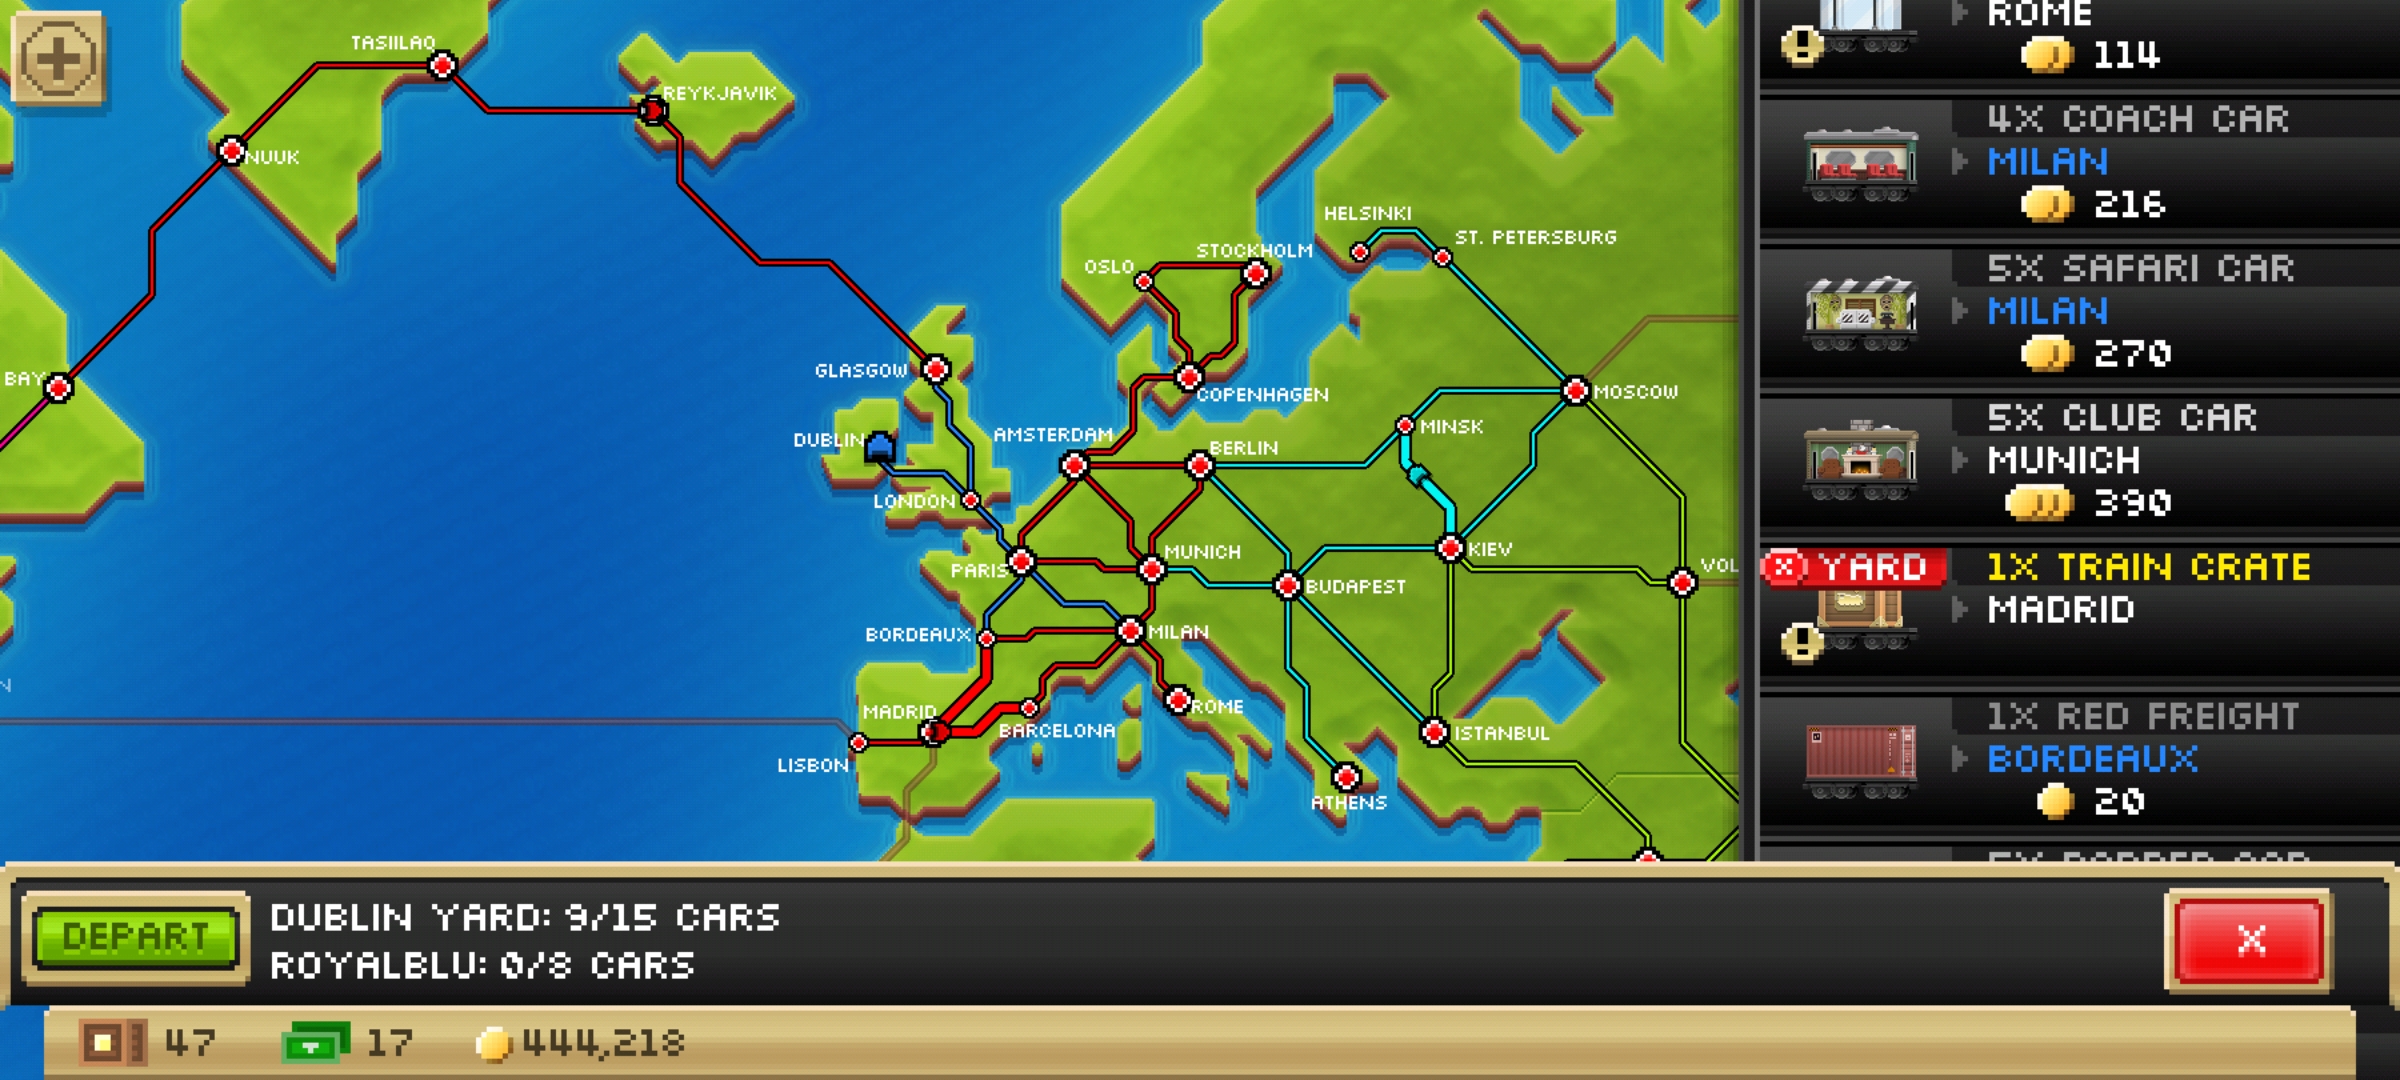 TASIILAQ
REYKJAVIK
NUUK
HELSINKI
ST. PETERSBURG
STOCKHOLM
OSLO
GLASGOW
BAY
MOSCOW
COPENHAGEN
MINSK
DUBLIN
AMSTERDAM
BERLIN
LONDON
MUNICH
KIEV
PARIS
BUDAPEST
VOL
BORDEAUX
MILAN
N
MADRID
ROME
BARCELONA
ISTANBUL
LISBON
ATHENS
ROME
114
4X COACH CAR
MILAN
216
5X SAFARI CAR
MILAN
270
5X CLUB CAR
MUNICH
390
X YARD
1X TRAIN CRATE
MADRID
1X RED FREIGHT
BORDEAUX
20
DEPART
DUBLIN YARD: 9/15 CARS
ROYALBLU: 0/8 CARS
X
47
17
444,218